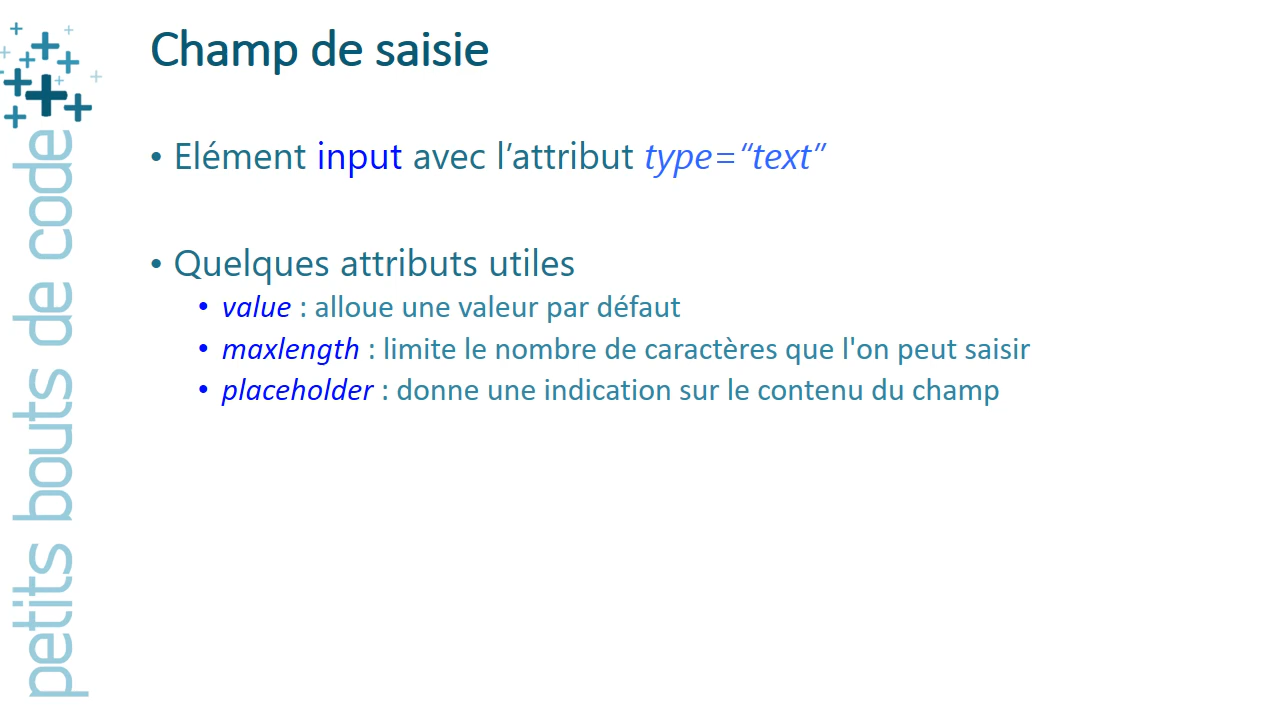 Champ de saisie
• Elément input avec l’attribut type=“text”
• Quelques attributs utiles
• value : alloue une valeur par défaut
• maxlength : limite le nombre de caractères que l'on peut saisir
• placeholder : donne une indication sur le contenu du champ
petits bouts de code